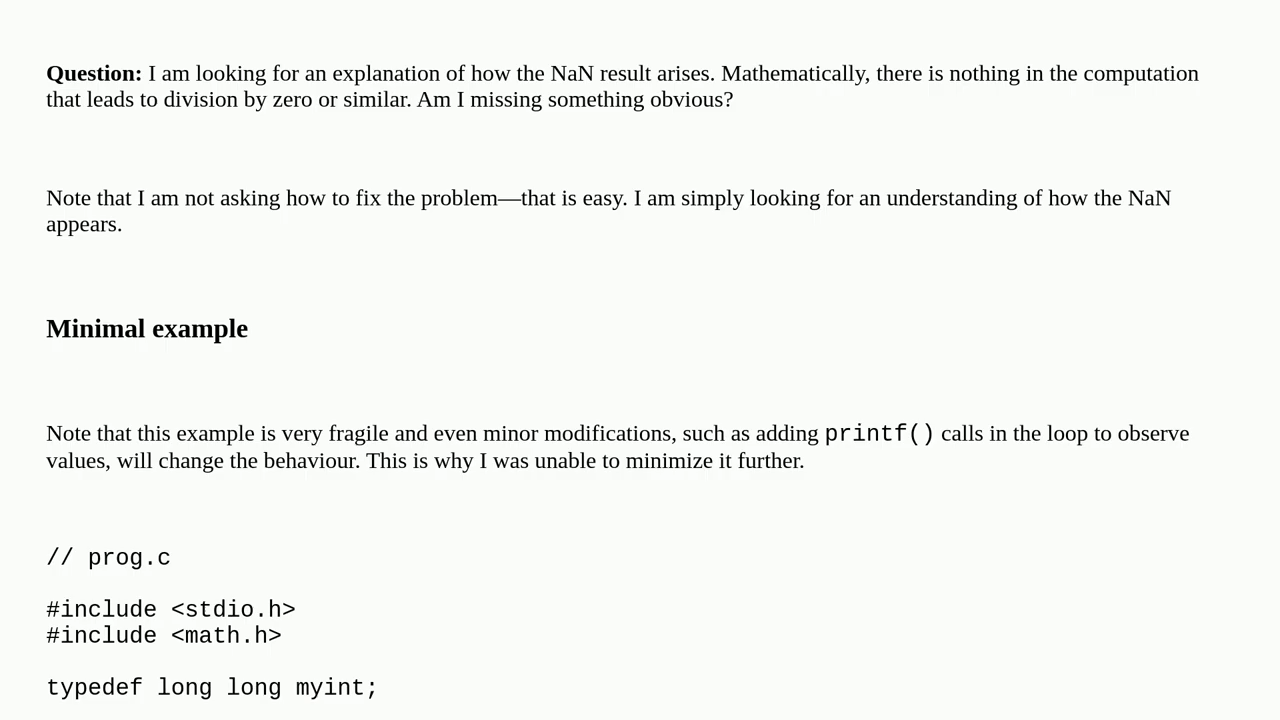 Question: I am looking for an explanation of how the NaN result arises. Mathematically, there is nothing in the computation
that leads to division by zero or similar. Am I missing something obvious?
Note that I am not asking how to fix the problem—that is easy. I am simply looking for an understanding of how the NaN
appears.
Minimal example
Note that this example is very fragile and even minor modifications, such as adding printf() calls in the loop to observe
values, will change the behaviour. This is why I was unable to minimize it further.
// prog.c
#include <stdio.h>
#include <math.h>
typedef long long myint;